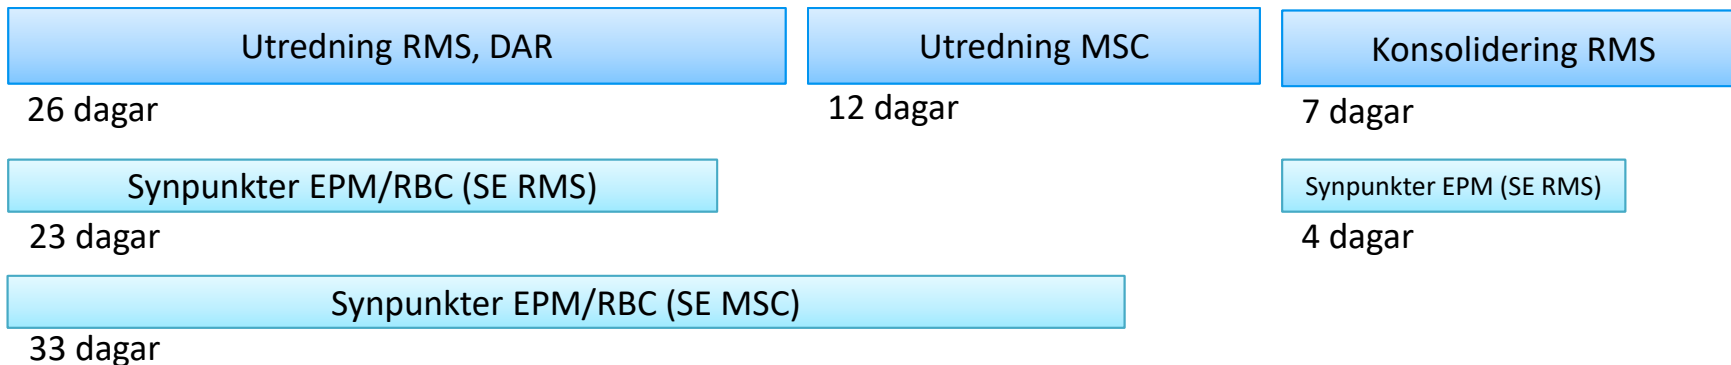 Utredning RMS, DAR
Utredning MSC
Konsolidering RMS
26 dagar
12 dagar
7 dagar
Synpunkter EPM/RBC (SE RMS)
Synpunkter EPM (SE RMS)
23 dagar
4 dagar
Synpunkter EPM/RBC (SE MSC)
33 dagar